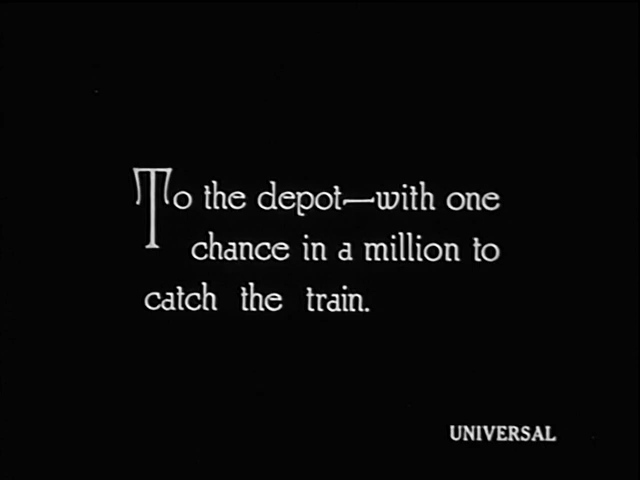 To the depot—with one
chance in a million to
catch the train.
UNIVERSAL